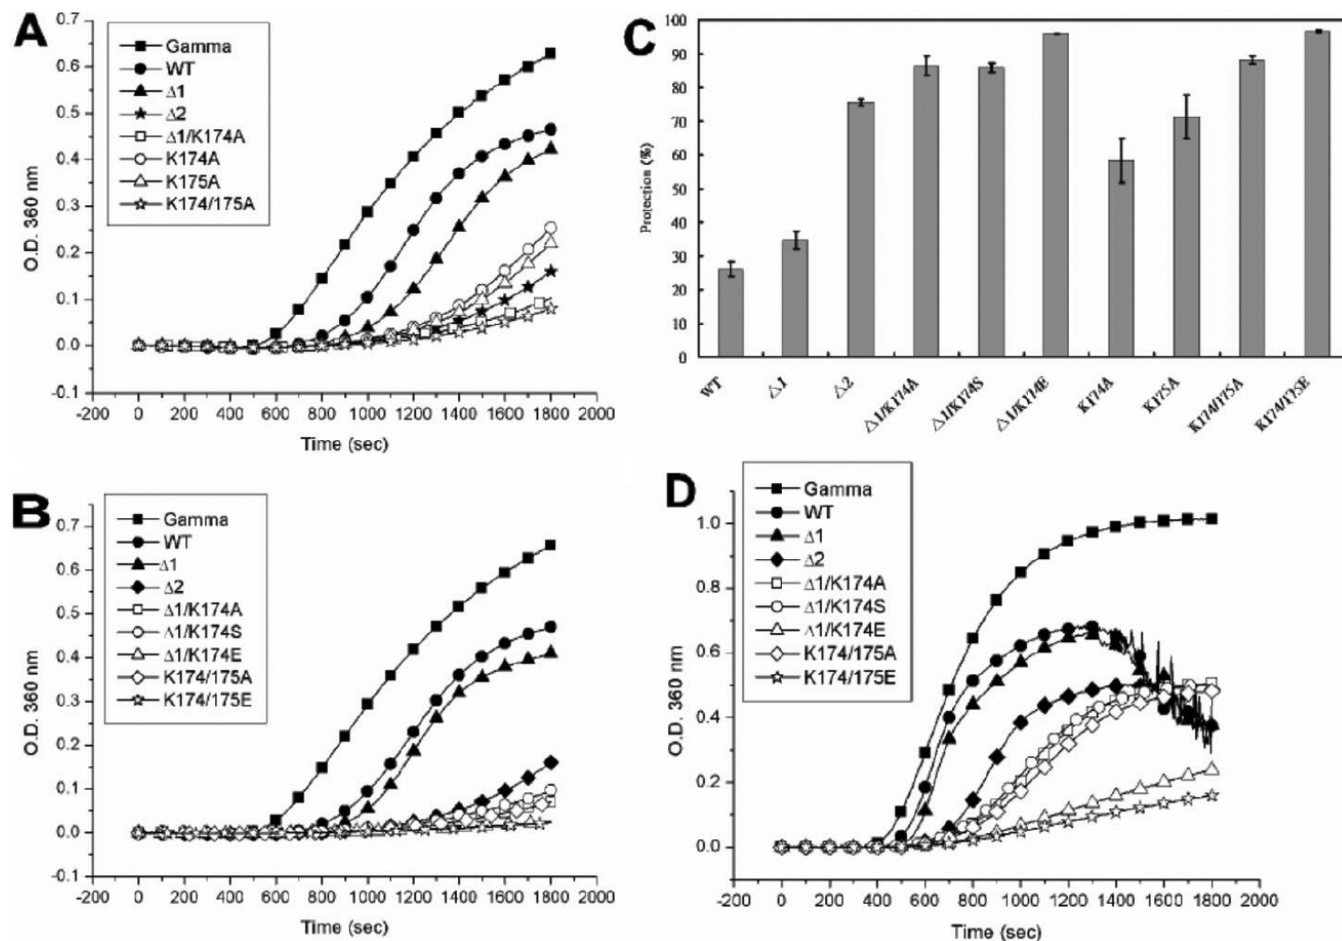 A
0.7
0.6
0.5
0.4
0.3
0.2
0.1
0.0
-0.1
O.D. 360 nm
Gamma
WT
Δ1
Δ2
Δ1/K174A
K174A
K175A
K174/175A
-200 0 200 400 600 800 1000 1200 1400 1600 1800 2000
Time (sec)
C
100
90
80
70
60
50
40
30
20
10
0
Protection (%)
WT
△1
△2
△1/K174A
△1/K174S
△1/K174E
K174A
K175A
K174/175A
K174/175E
B
0.7
0.6
0.5
0.4
0.3
0.2
0.1
0.0
-0.1
O.D. 360 nm
Gamma
WT
Δ1
Δ2
Δ1/K174A
Δ1/K174S
Δ1/K174E
K174/175A
K174/175E
-200 0 200 400 600 800 1000 1200 1400 1600 1800 2000
Time (sec)
D
1.0
0.8
0.6
0.4
0.2
0.0
O.D. 360 nm
Gamma
WT
Δ1
Δ2
Δ1/K174A
Δ1/K174S
Δ1/K174E
K174/175A
K174/175E
-200 0 200 400 600 800 1000 1200 1400 1600 1800 2000
Time (sec)